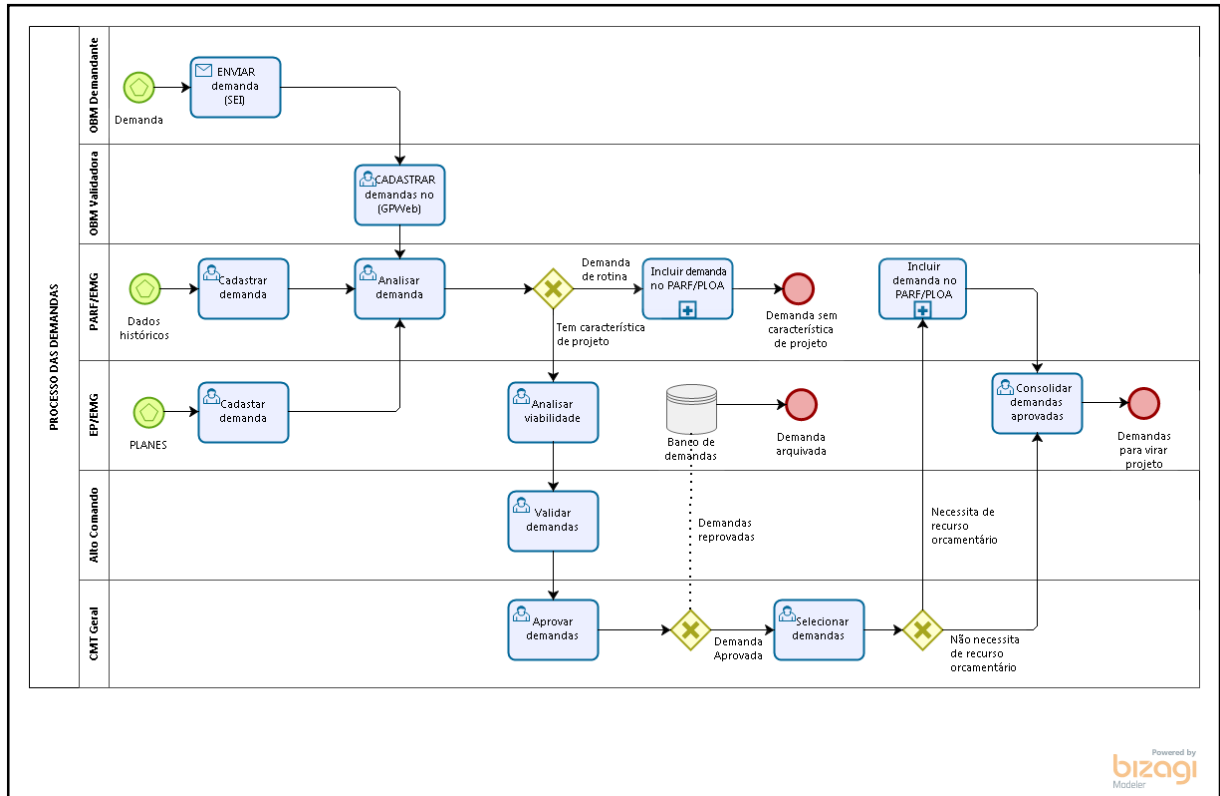 PROCESSO DAS DEMANDAS
OBM Demandante
Demanda
ENVIAR
demanda
(SEI)
OBM Validadora
CADASTRAR
demandas no
(GPWeb)
PARF/EMG
Dados
históricos
Cadastrar
demanda
Analisar
demanda
Demanda
de rotina
Tem característica
de projeto
Incluir demanda
no PARF/PLOA
Demanda sem
característica
de projeto
Incluir
demanda no
PARF/PLOA
EP/EMG
PLANES
Cadastar
demanda
Analisar
viabilidade
Banco de
demandas
Demanda
arquivada
Consolidar
demandas
aprovadas
Demandas
para virar
projeto
Alto Comando
Validar
demandas
Demandas
reprovadas
Necessita de
recurso
orcamentário
CMT Geral
Aprovar
demandas
Demanda
Aprovada
Selecionar
demandas
Não necessita
de recurso
orcamentário
Powered by
bizagi
Modeler